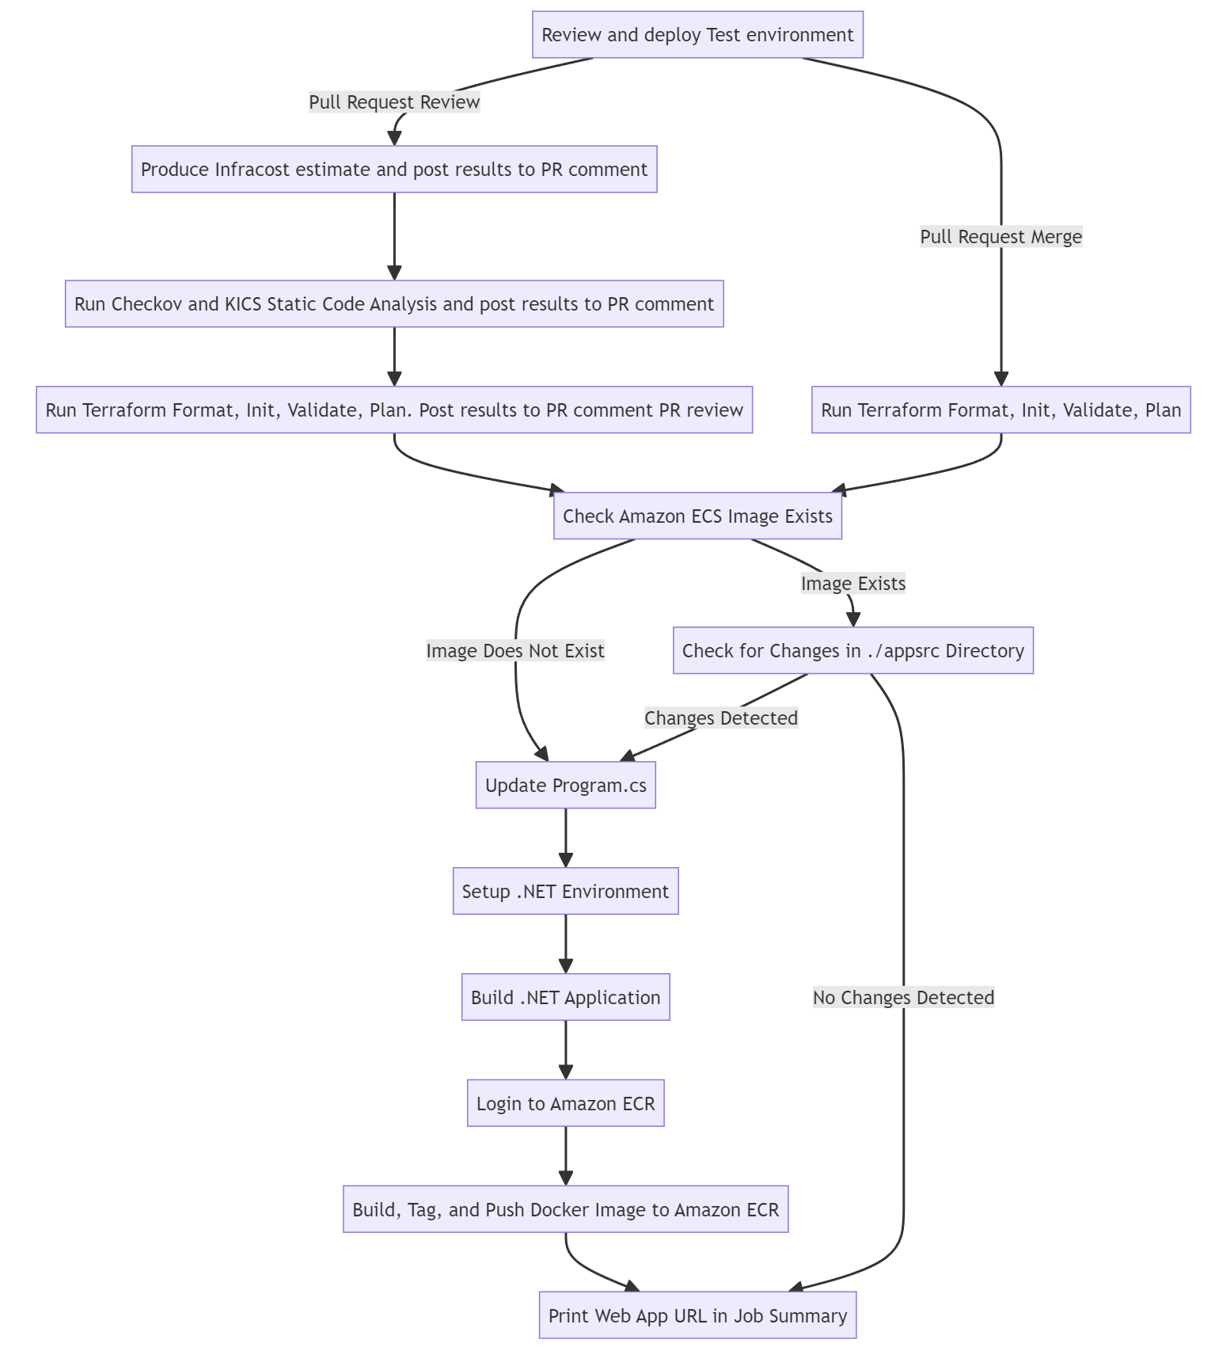 Review and deploy Test environment
Pull Request Review
Produce Infracost estimate and post results to PR comment
Pull Request Merge
Run Checkov and KICS Static Code Analysis and post results to PR comment
Run Terraform Format, Init, Validate, Plan. Post results to PR comment PR review
Run Terraform Format, Init, Validate, Plan
Check Amazon ECS Image Exists
Image Exists
Image Does Not Exist
Check for Changes in ./appsrc Directory
Changes Detected
Update Program.cs
Setup .NET Environment
Build .NET Application
No Changes Detected
Login to Amazon ECR
Build, Tag, and Push Docker Image to Amazon ECR
Print Web App URL in Job Summary